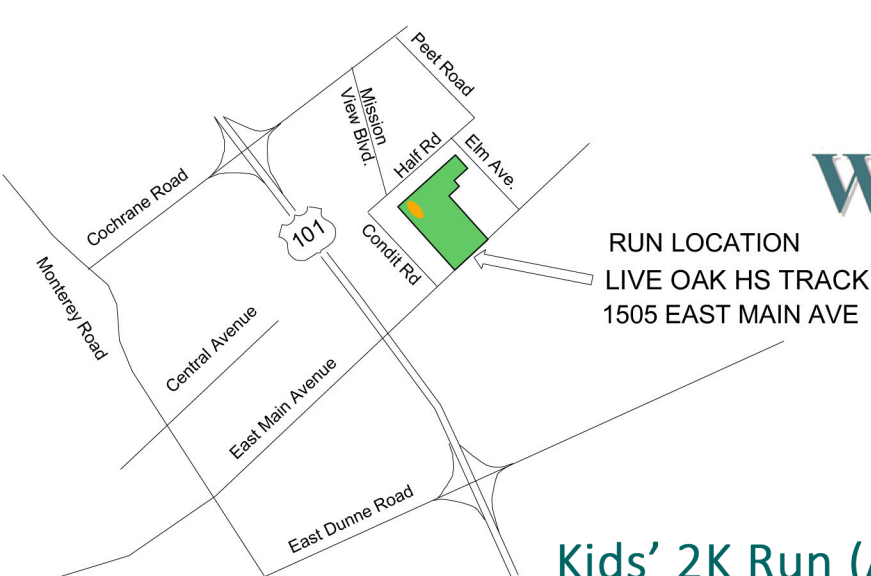 Peet Road
Mission
View Blvd.
Half Rd
Elm Ave.
W
Cochrane Road
101
Condit Rd
RUN LOCATION
LIVE OAK HS TRACK
1505 EAST MAIN AVE
Monterey Road
Central Avenue
East Main Avenue
East Dunne Road
Kids' 2K Run (